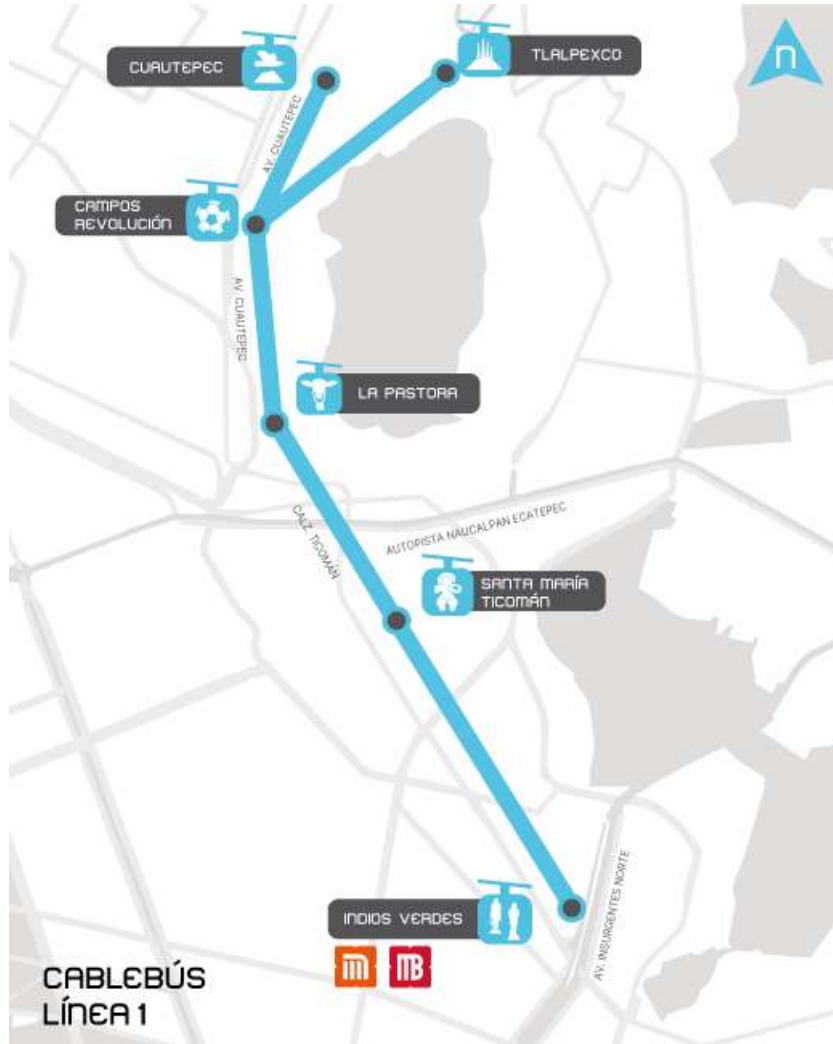 CUAUTEPEC
TLALPEXCO
n
AV. CUAUTEPEC
CAMPOS
REVOLUCIÓN
AV. CUAUTEPEC
LA PASTORA
CALZ. TICOMÁN
AUTOPISTA NAUCALPAN ECATEPEC
SANTA MARÍA
TICOMÁN
INDIOS VERDES
AV. INSURGENTES NORTE
M MB
CABLEBÚS
LÍNEA 1